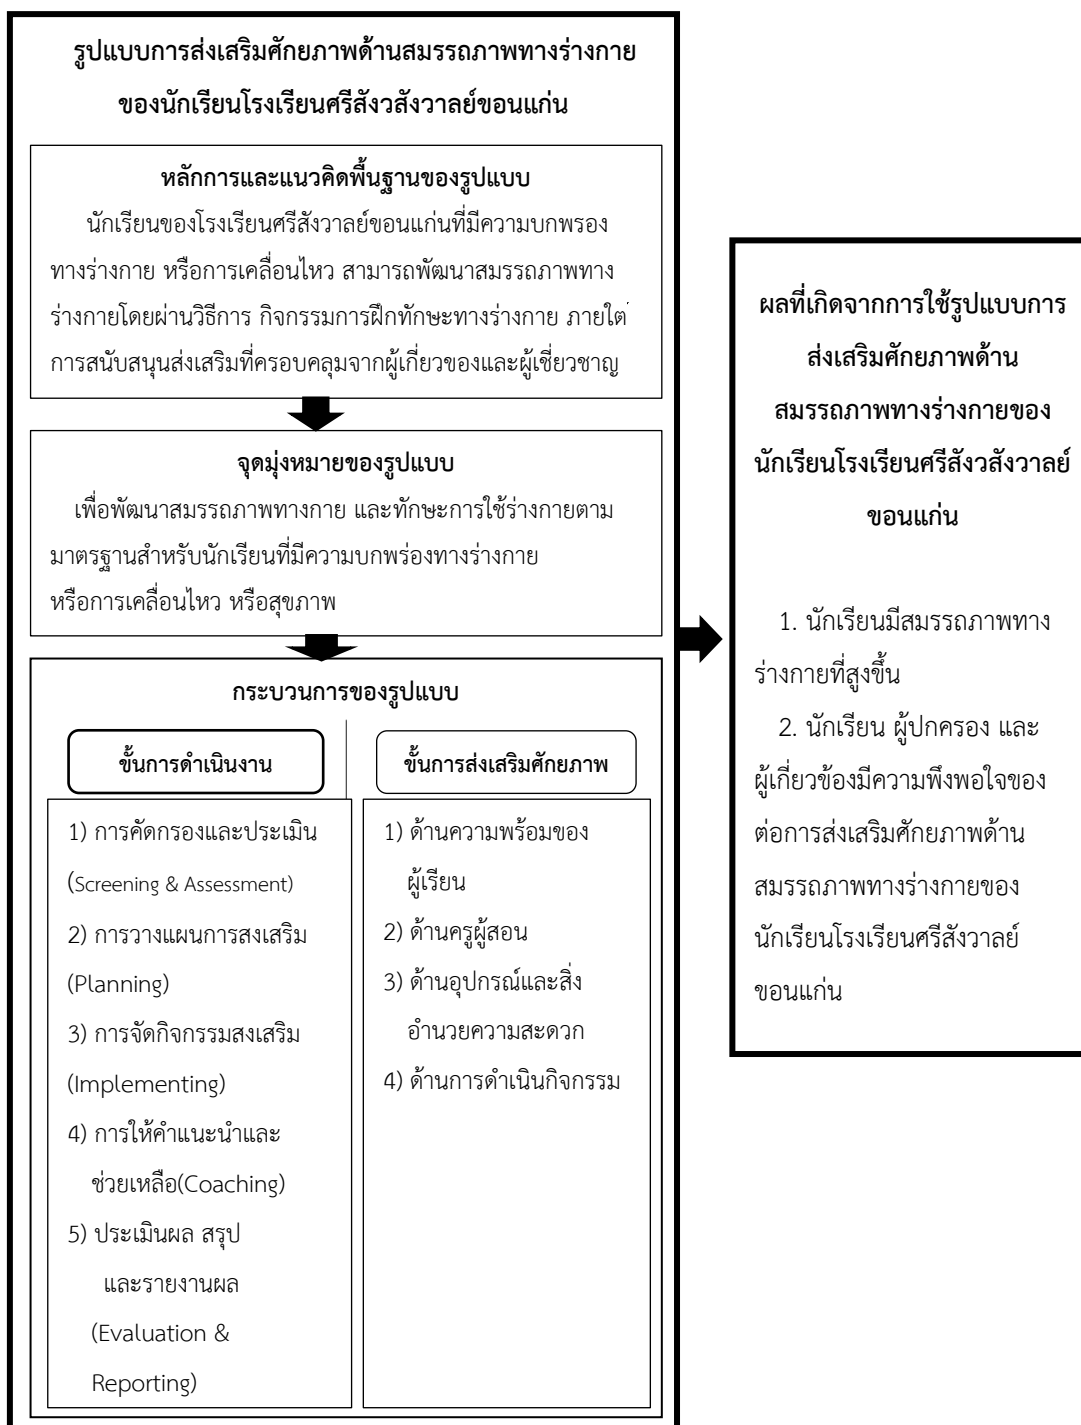 รูปแบบการส่งเสริมศักยภาพด้านสมรรถภาพทางร่างกาย
ของนักเรียนโรงเรียนศรีสังวสังวาลย์ขอนแก่น
หลักการและแนวคิดพื้นฐานของรูปแบบ
นักเรียนของโรงเรียนศรีสังวาลย์ขอนแก่นที่มีความบกพรอง
ทางร่างกาย หรือการเคลื่อนไหว สามารถพัฒนาสมรรถภาพทาง
ร่างกายโดยผ่านวิธีการ กิจกรรมการฝึกทักษะทางร่างกาย ภายใต้
การสนับสนุนส่งเสริมที่ครอบคลุมจากผู้เกี่ยวของและผู้เชี่ยวชาญ
จุดมุ่งหมายของรูปแบบ
เพื่อพัฒนาสมรรถภาพทางกาย และทักษะการใช้ร่างกายตาม
มาตรฐานสำหรับนักเรียนที่มีความบกพร่องทางร่างกาย
หรือการเคลื่อนไหว หรือสุขภาพ
กระบวนการของรูปแบบ
ขั้นการดำเนินงาน
1) การคัดกรองและประเมิน
(Screening & Assessment)
2) การวางแผนการสงเสริม
(Planning)
3) การจัดกิจกรรมสงเสริม
(Implementing)
4) การให้คำแนะนำและ
ช่วยเหลือ(Coaching)
5) ประเมินผล สรุป
และรายงานผล
(Evaluation &
Reporting)
ขั้นการส่งเสริมศักยภาพ
1) ด้านความพร้อมของ
ผู้เรียน
2) ด้านครูผู้สอน
3) ด้านอุปกรณ์และสิ่ง
อำนวยความสะดวก
4) ด้านการดำเนินกิจกรรม
ผลที่เกิดจากการใช้รูปแบบการ
ส่งเสริมศักยภาพด้าน
สมรรถภาพทางร่างกายของ
นักเรียนโรงเรียนศรีสังวสังวาลย์
ขอนแก่น
1. นักเรียนมีสมรรถภาพทาง
ร่างกายที่สูงขึ้น
2. นักเรียน ผู้ปกครอง และ
ผู้เกี่ยวข้องมีความพึงพอใจของ
ต่อการส่งเสริมศักยภาพด้าน
สมรรถภาพทางร่างกายของ
นักเรียนโรงเรียนศรีสังวาลย์
ขอนแก่น